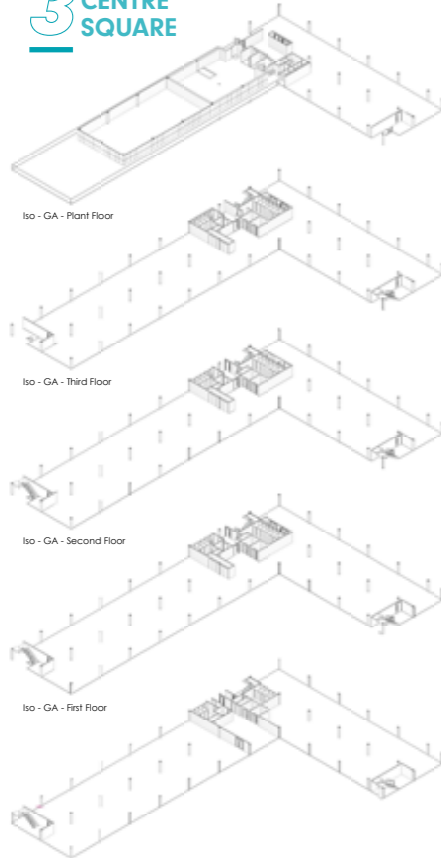 3 CENTRE
SQUARE
Iso - GA - Plant Floor
Iso - GA - Third Floor
Iso - GA - Second Floor
Iso - GA - First Floor